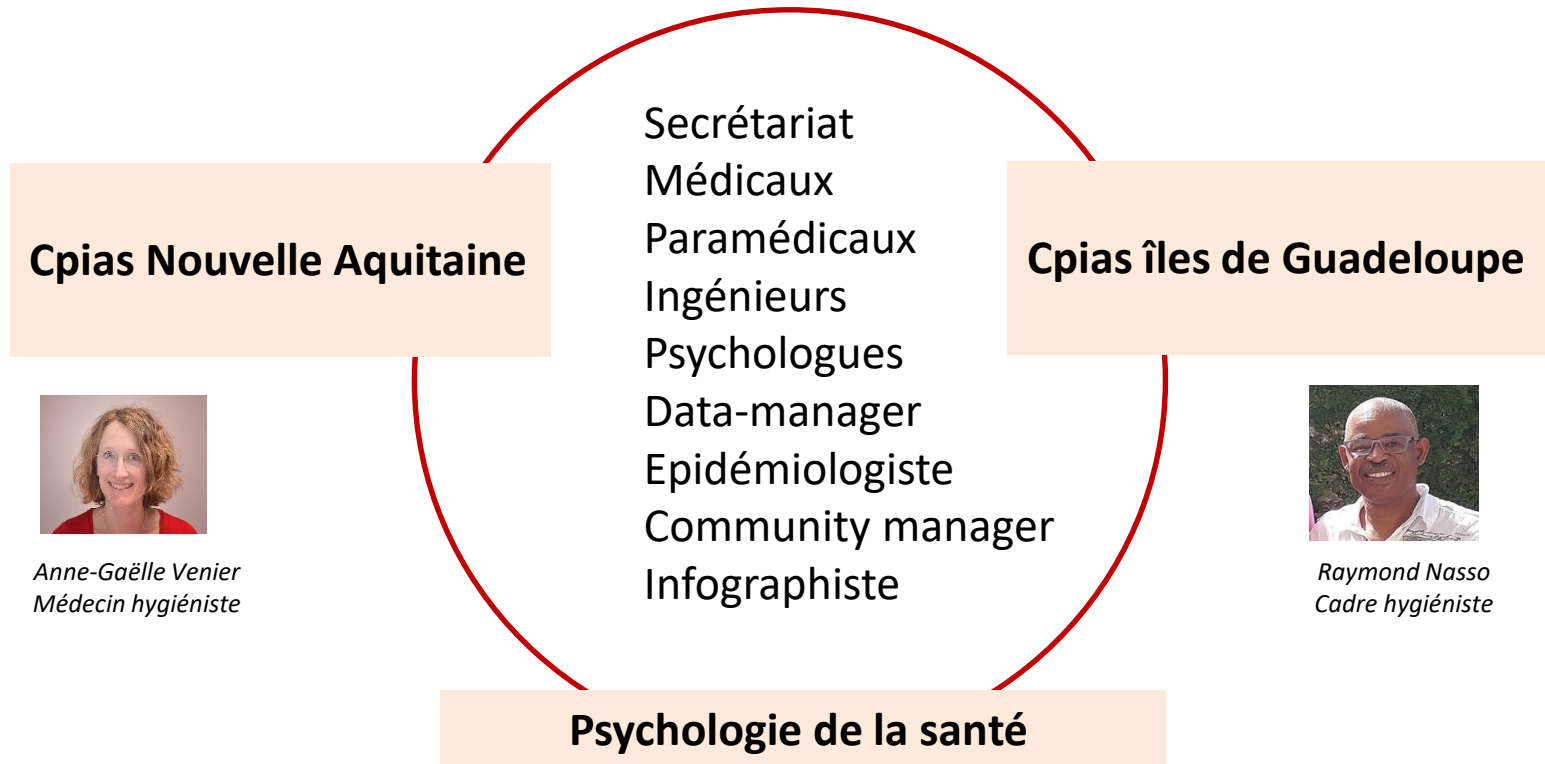 Secrétariat
Médicaux
Paramédicaux
Ingénieurs
Psychologues
Data-manager
Epidémiologiste
Community manager
Infographiste
Cpias Nouvelle Aquitaine
Cpias îles de Guadeloupe
Anne-Gaëlle Venier
Médecin hygiéniste
Raymond Nasso
Cadre hygiéniste
Psychologie de la santé